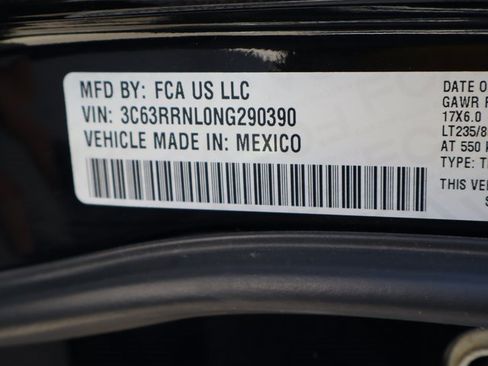 MFD BY: FCA US LLC
VIN: 3C63RRNL0NG290390
VEHICLE MADE IN: MEXICO
DATE O
GAWR F
17X6.0
LT235/8
AT 550 k
TYPE: T
THIS VE
S